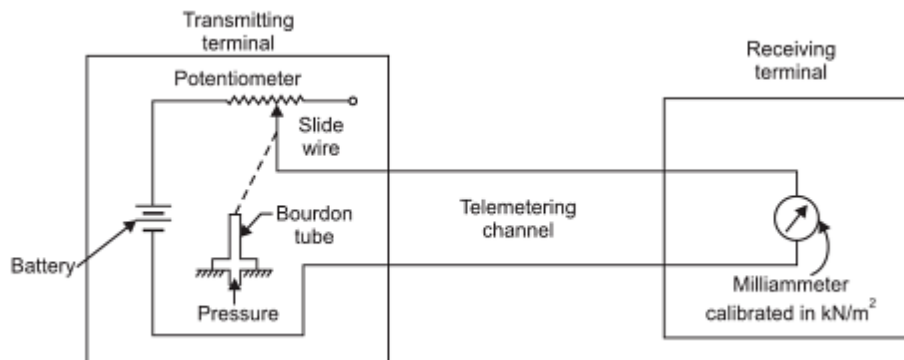 Transmitting
terminal
Potentiometer
Slide
wire
Bourdon
tube
Battery
Pressure
Telemetering
channel
Receiving
terminal
Milliammeter
calibrated in kN/m²